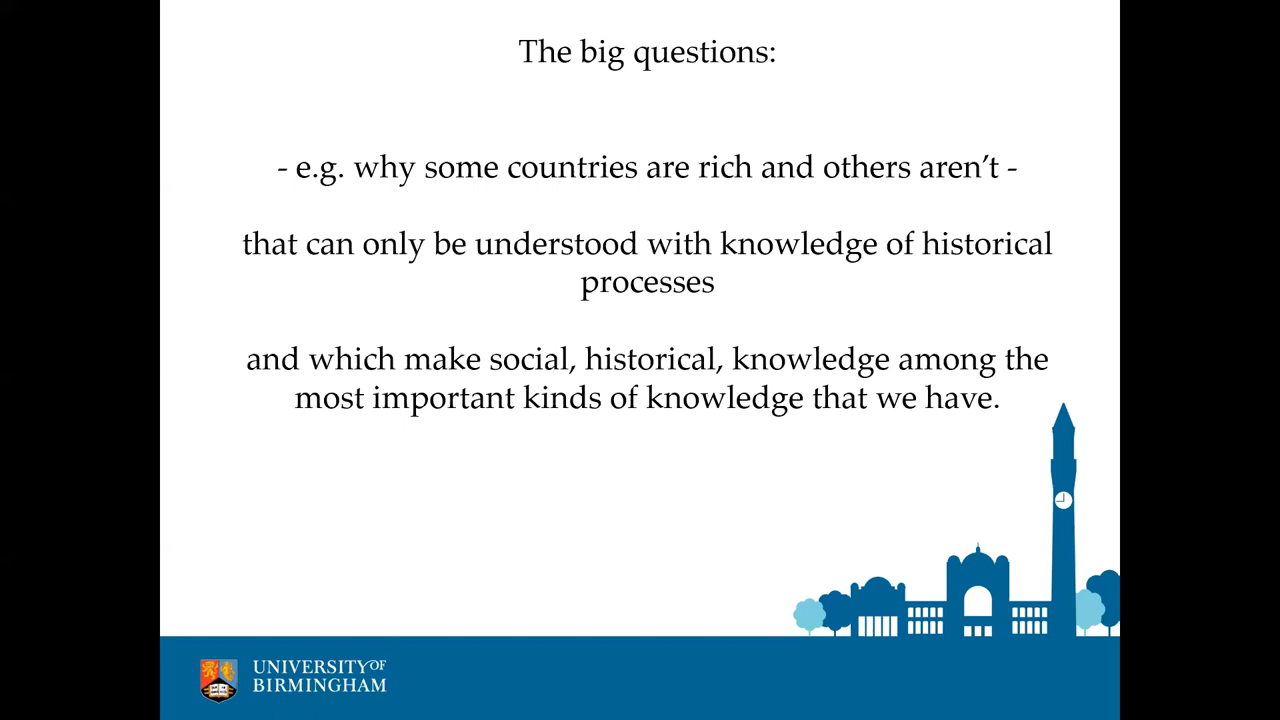 The big questions:
- e.g. why some countries are rich and others aren’t -
that can only be understood with knowledge of historical
processes
and which make social, historical, knowledge among the
most important kinds of knowledge that we have.
UNIVERSITY OF
BIRMINGHAM